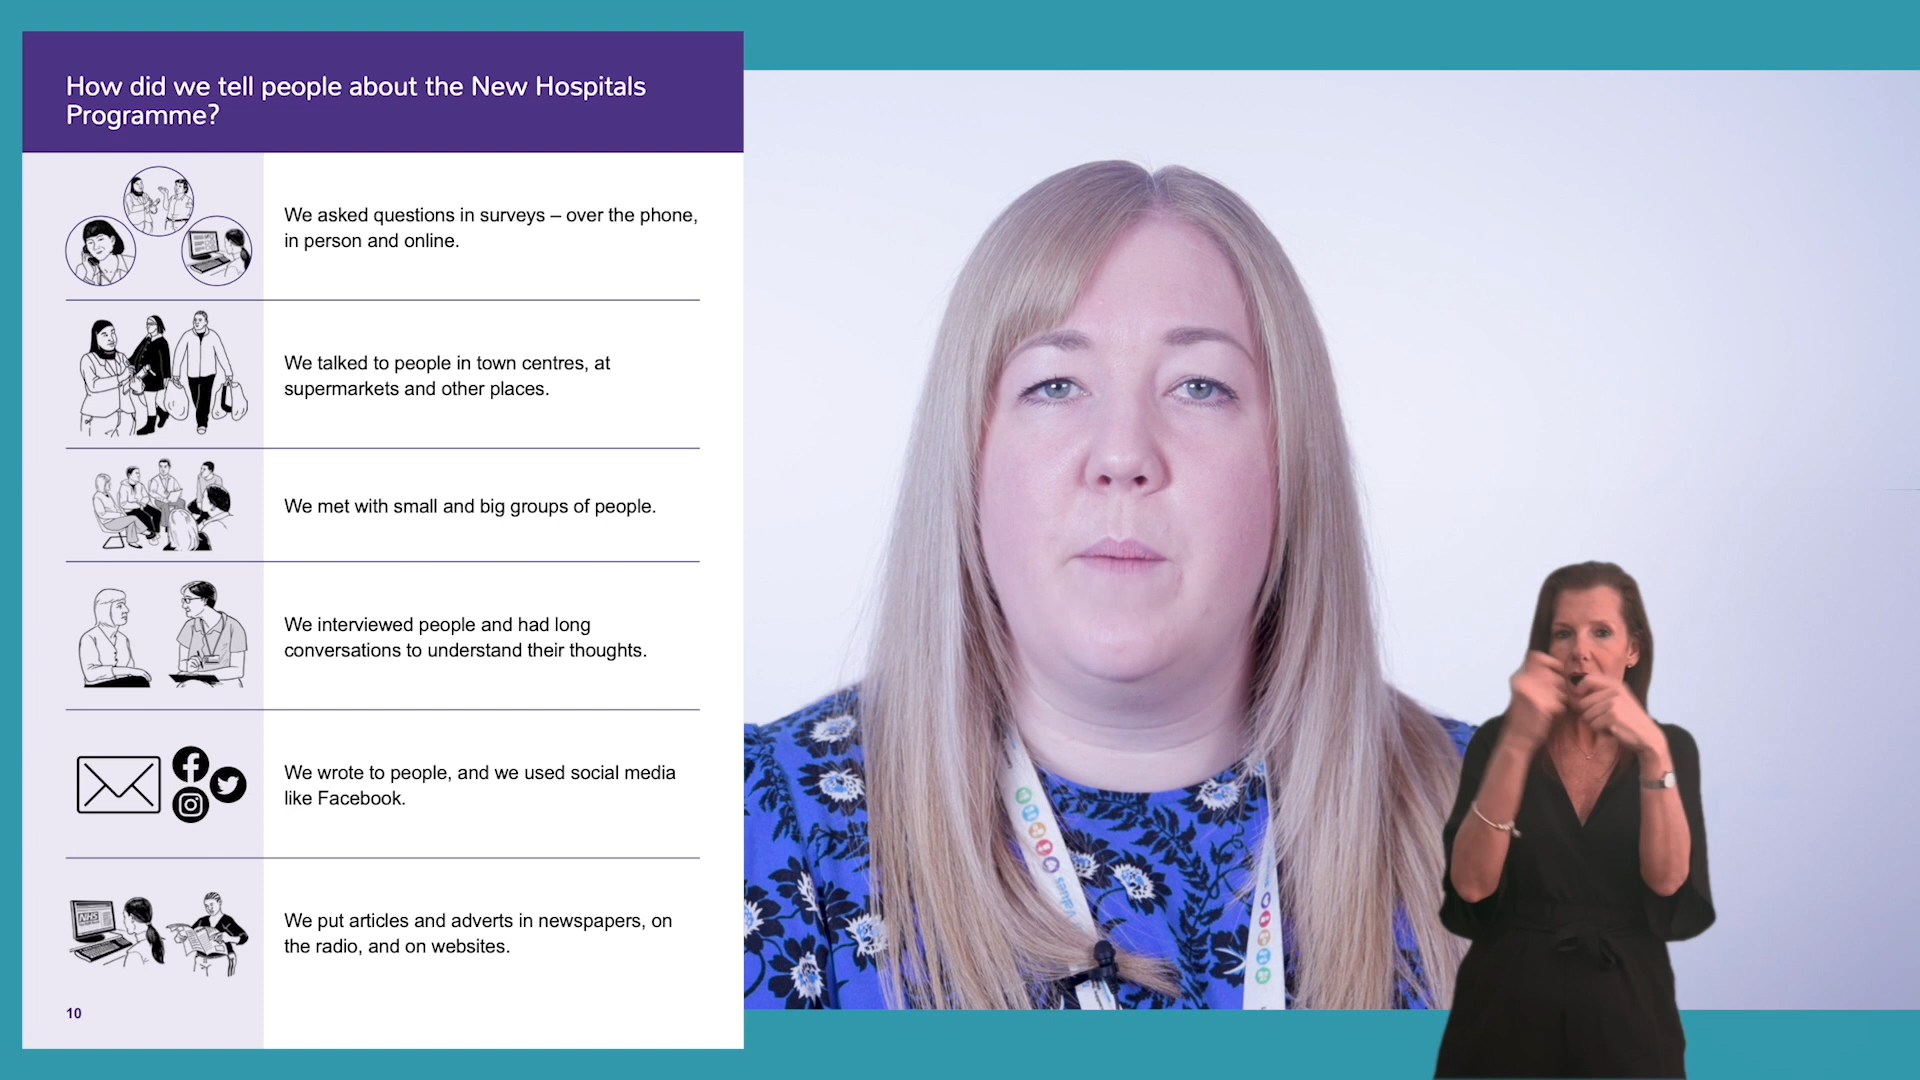 How did we tell people about the New Hospitals
Programme?
We asked questions in surveys – over the phone,
in person and online.
We talked to people in town centres, at
supermarkets and other places.
We met with small and big groups of people.
We interviewed people and had long
conversations to understand their thoughts.
We wrote to people, and we used social media
like Facebook.
NHS
We put articles and adverts in newspapers, on
the radio, and on websites.
10
Values